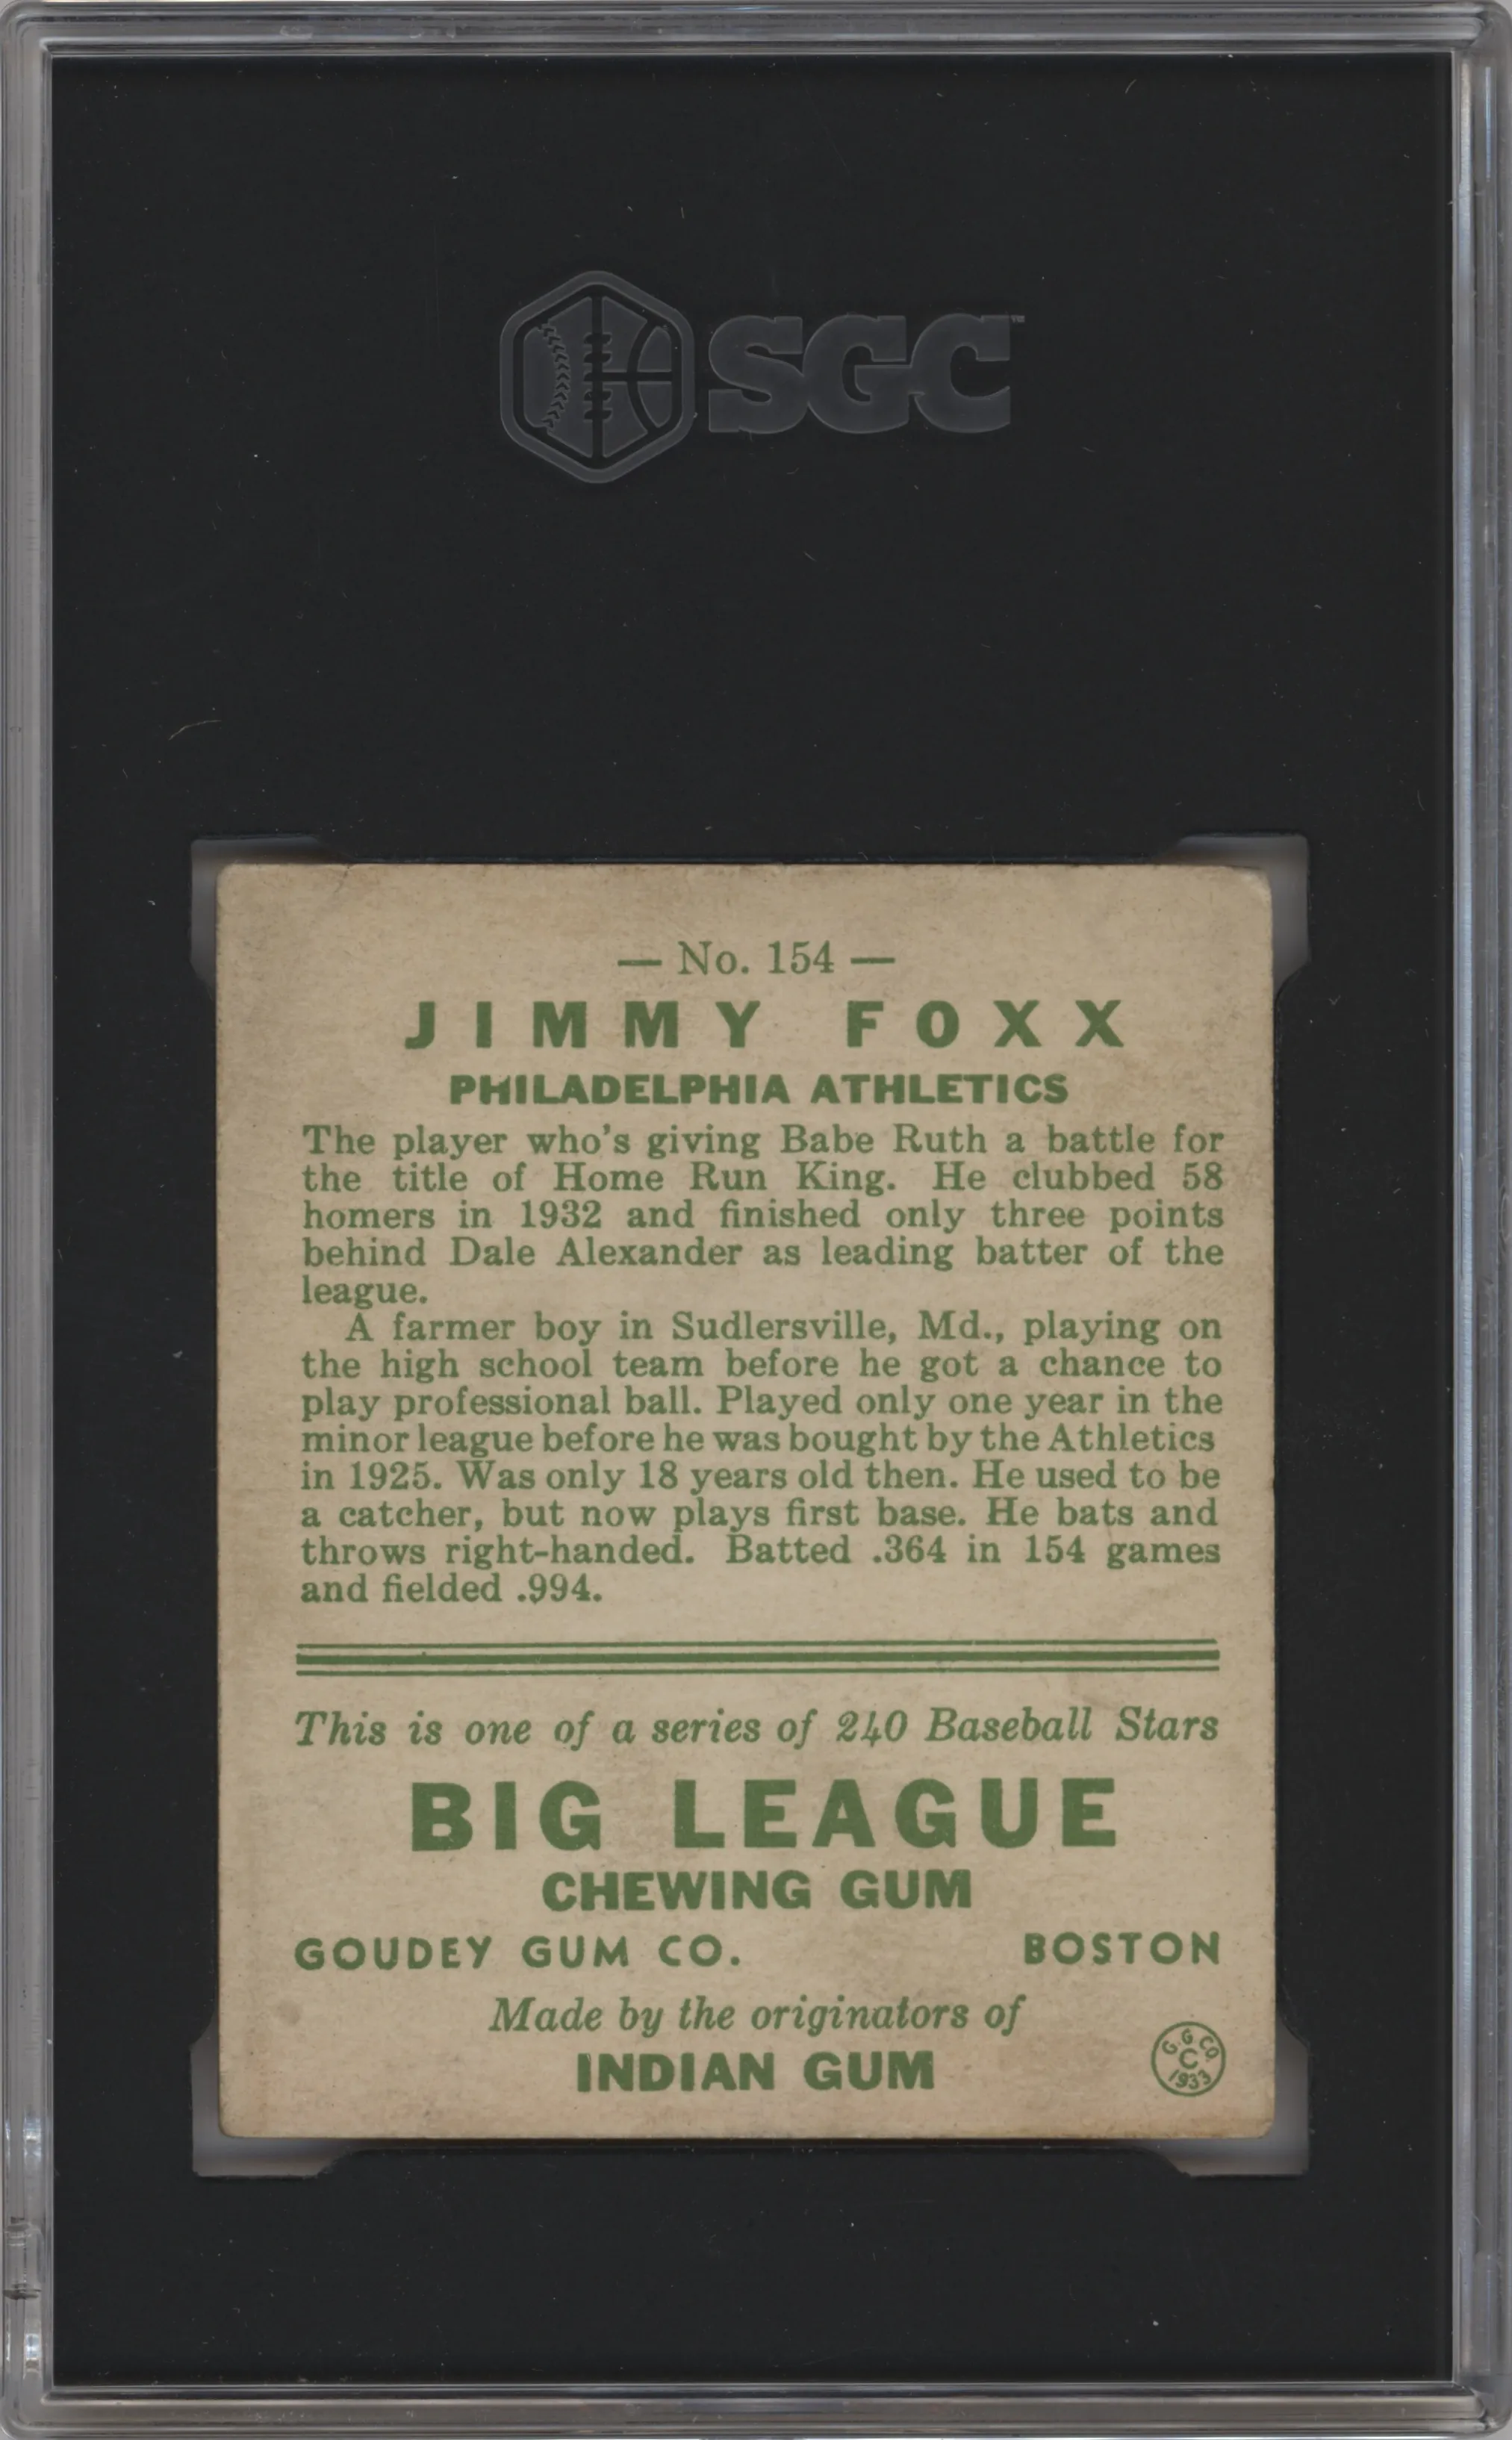 SGC™
— No. 154 —
JIMMY FOXX
PHILADELPHIA ATHLETICS
The player who's giving Babe Ruth a battle for
the title of Home Run King. He clubbed 58
homers in 1932 and finished only three points
behind Dale Alexander as leading batter of the
league.
A farmer boy in Sudlersville, Md., playing on
the high school team before he got a chance to
play professional ball. Played only one year in the
minor league before he was bought by the Athletics
in 1925. Was only 18 years old then. He used to be
a catcher, but now plays first base. He bats and
throws right-handed. Batted .364 in 154 games
and fielded .994.
This is one of a series of 240 Baseball Stars
BIG LEAGUE
CHEWING GUM
GOUDEY GUM CO. BOSTON
Made by the originators of
INDIAN GUM
G. G. CO.
C
1933